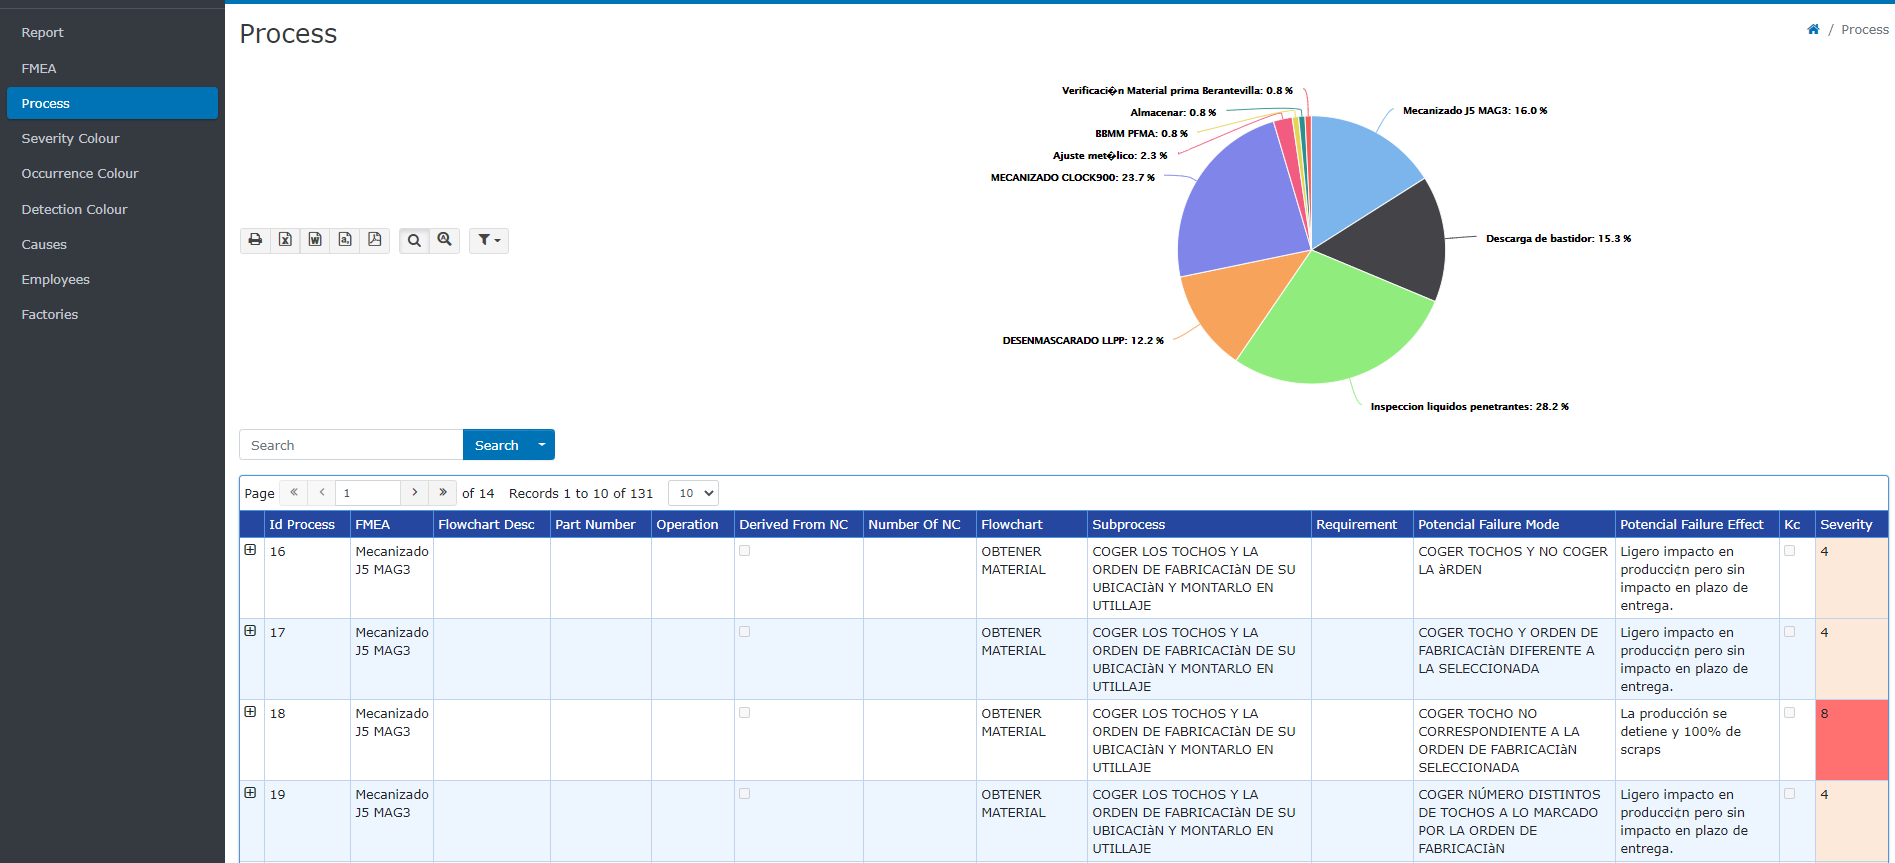 Report
FMEA
Process
Severity Colour
Occurrence Colour
Detection Colour
Causes
Employees
Factories
Process
/ Process
Verificaci�n Material prima Berantevilla: 0.8 %
Almacenar: 0.8 %
BBMM PFMA: 0.8 %
Ajuste met�lico: 2.3 %
MECANIZADO CLOCK900: 23.7 %
DESENMASCARADO LLPP: 12.2 %
Mecanizado J5 MAG3: 16.0 %
Descarga de bastidor: 15.3 %
Inspeccion liquidos penetrantes: 28.2 %
Search Search
Page 1 of 14 Records 1 to 10 of 131 10
Id Process FMEA Flowchart Desc Part Number Operation Derived From NC Number Of NC Flowchart Subprocess Requirement Potencial Failure Mode Potencial Failure Effect Kc Severity
16
Mecanizado
J5 MAG3
OBTENER
MATERIAL
COGER LOS TOCHOS Y LA
ORDEN DE FABRICACIàN DE SU
UBICACIàN Y MONTARLO EN
UTILLAJE
COGER TOCHOS Y NO COGER
LA àRDEN
Ligero impacto en
producci¢n pero sin
impacto en plazo de
entrega.
4
17
Mecanizado
J5 MAG3
OBTENER
MATERIAL
COGER LOS TOCHOS Y LA
ORDEN DE FABRICACIàN DE SU
UBICACIàN Y MONTARLO EN
UTILLAJE
COGER TOCHO Y ORDEN DE
FABRICACIàN DIFERENTE A
LA SELECCIONADA
Ligero impacto en
producci¢n pero sin
impacto en plazo de
entrega.
4
18
Mecanizado
J5 MAG3
OBTENER
MATERIAL
COGER LOS TOCHOS Y LA
ORDEN DE FABRICACIàN DE SU
UBICACIàN Y MONTARLO EN
UTILLAJE
COGER TOCHO NO
CORRESPONDIENTE A LA
ORDEN DE FABRICACIàN
SELECCIONADA
La producción se
detiene y 100% de
scraps
8
19
Mecanizado
J5 MAG3
OBTENER
MATERIAL
COGER LOS TOCHOS Y LA
ORDEN DE FABRICACIàN DE SU
UBICACIàN Y MONTARLO EN
UTILLAJE
COGER NÚMERO DISTINTOS
DE TOCHOS A LO MARCADO
POR LA ORDEN DE
FABRICACIàN
Ligero impacto en
producci¢n pero sin
impacto en plazo de
entrega.
4